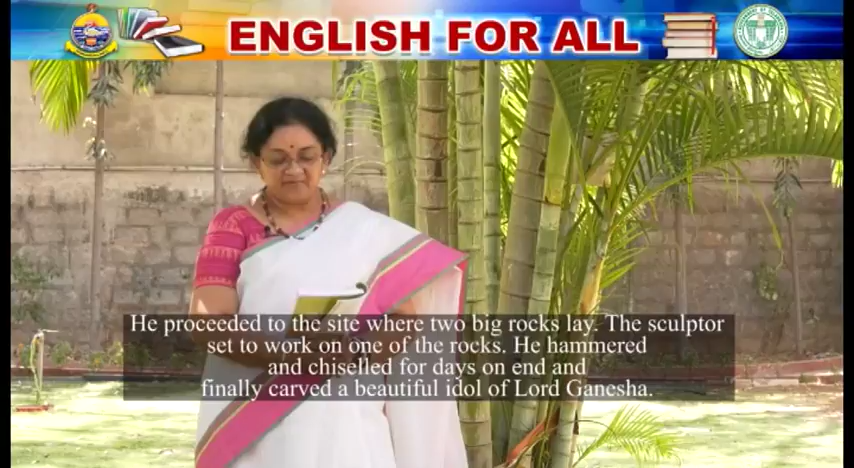 ENGLISH FOR ALL
He proceeded to the site where two big rocks lay. The sculptor
set to work on one of the rocks. He hammered
and chiselled for days on end and
finally carved a beautiful idol of Lord Ganesha.